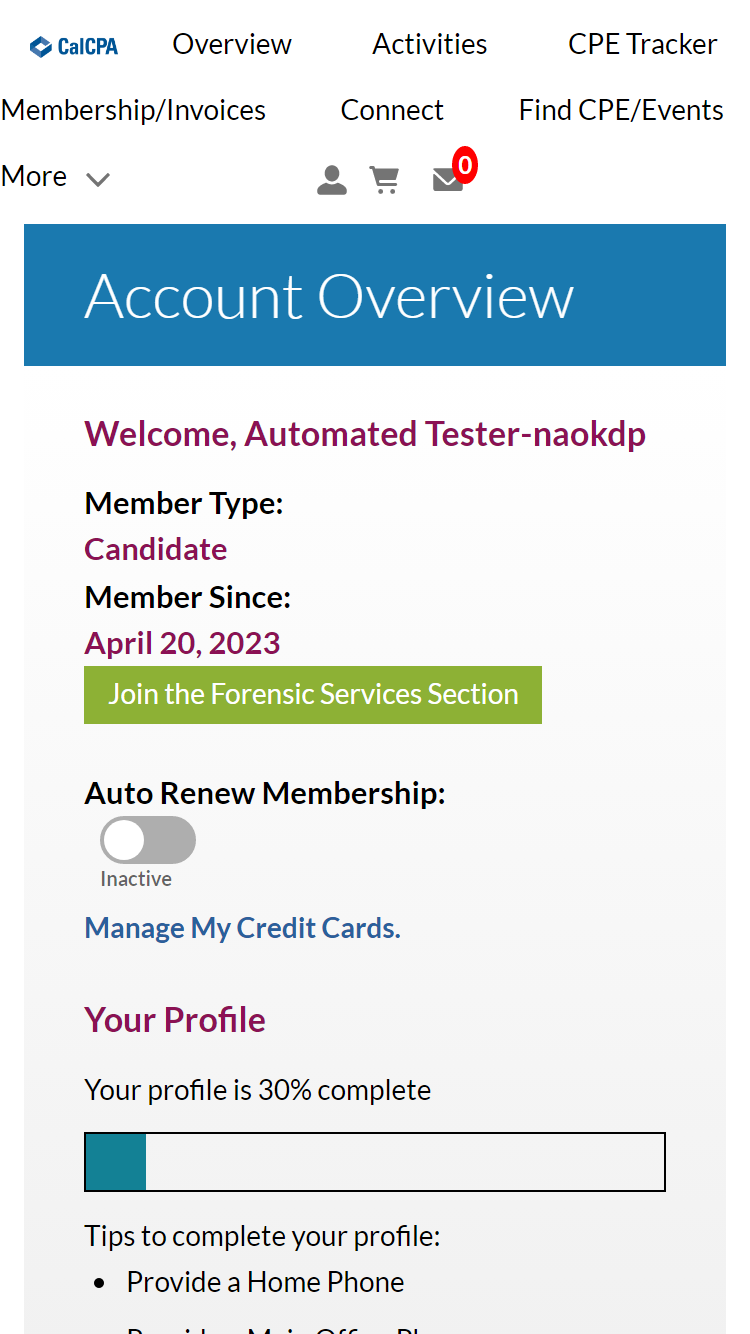 CalCPA Overview Activities CPE Tracker
Membership/Invoices Connect Find CPE/Events
More 0
Account Overview
Welcome, Automated Tester-naokdp
Member Type:
Candidate
Member Since:
April 20, 2023
Join the Forensic Services Section
Auto Renew Membership:
Inactive
Manage My Credit Cards.
Your Profile
Your profile is 30% complete
Tips to complete your profile:
• Provide a Home Phone